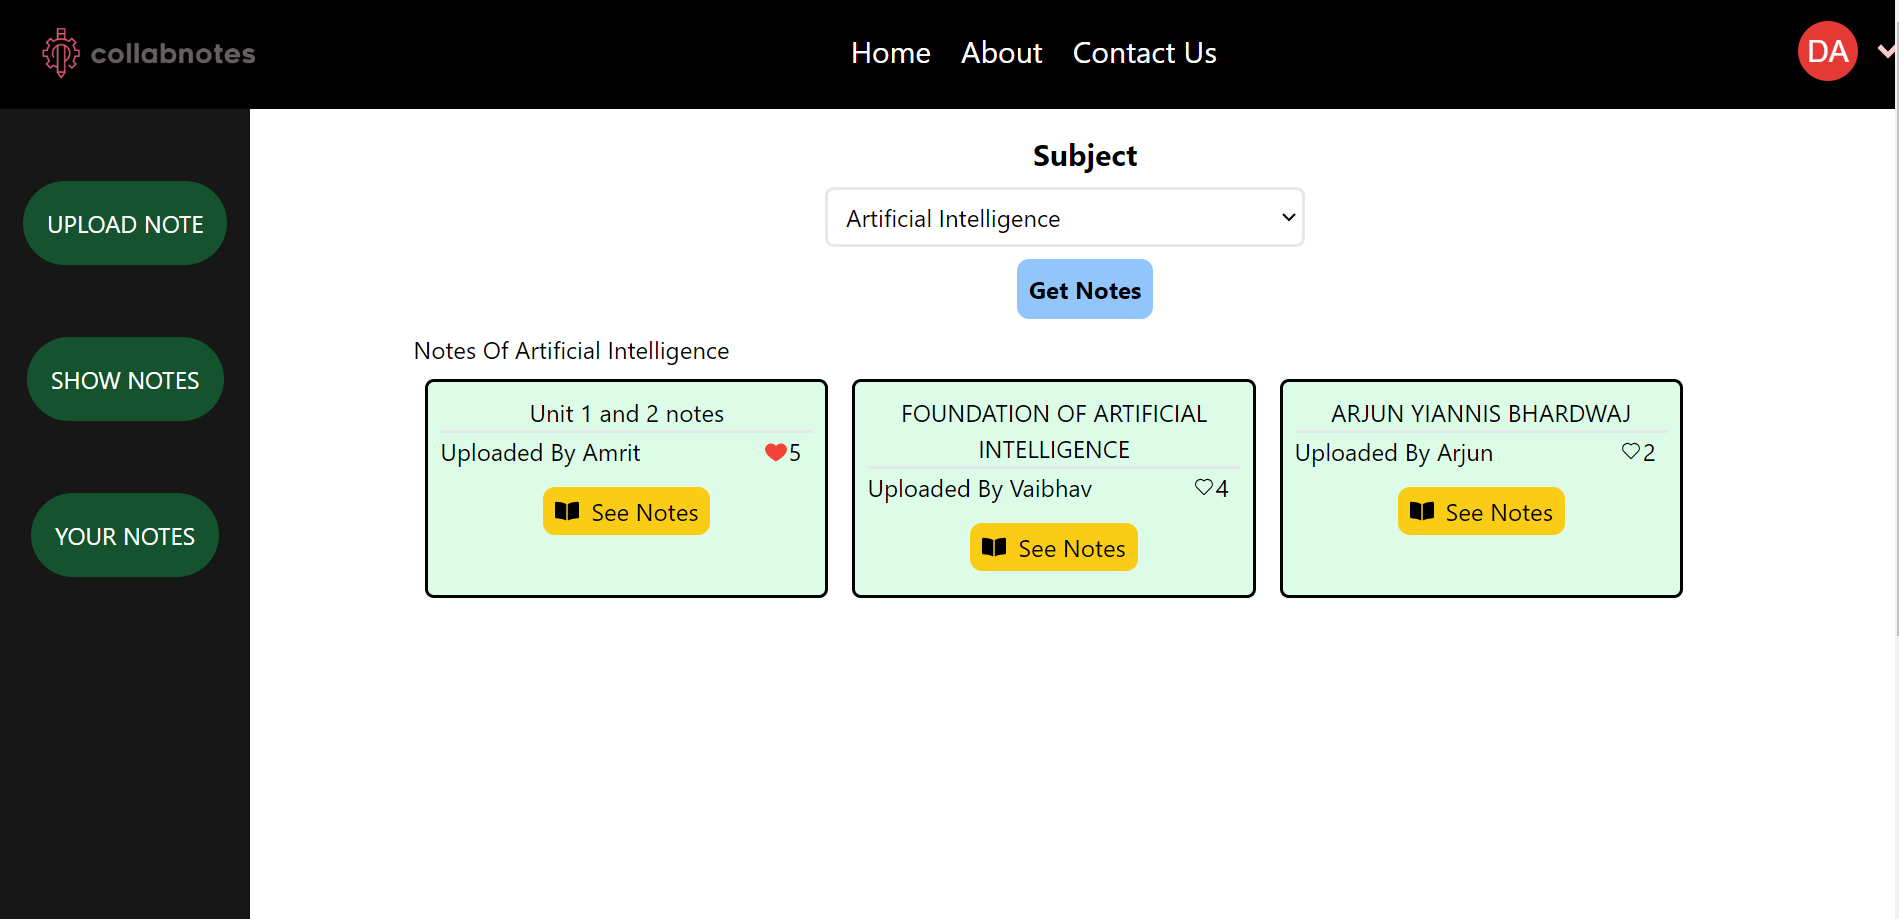 collabnotes
Home About Contact Us
DA
UPLOAD NOTE
SHOW NOTES
YOUR NOTES
Subject
Artificial Intelligence
Get Notes
Notes Of Artificial Intelligence
Unit 1 and 2 notes
Uploaded By Amrit 5
See Notes
FOUNDATION OF ARTIFICIAL
INTELLIGENCE
Uploaded By Vaibhav 4
See Notes
ARJUN YIANNIS BHARDWAJ
Uploaded By Arjun 2
See Notes